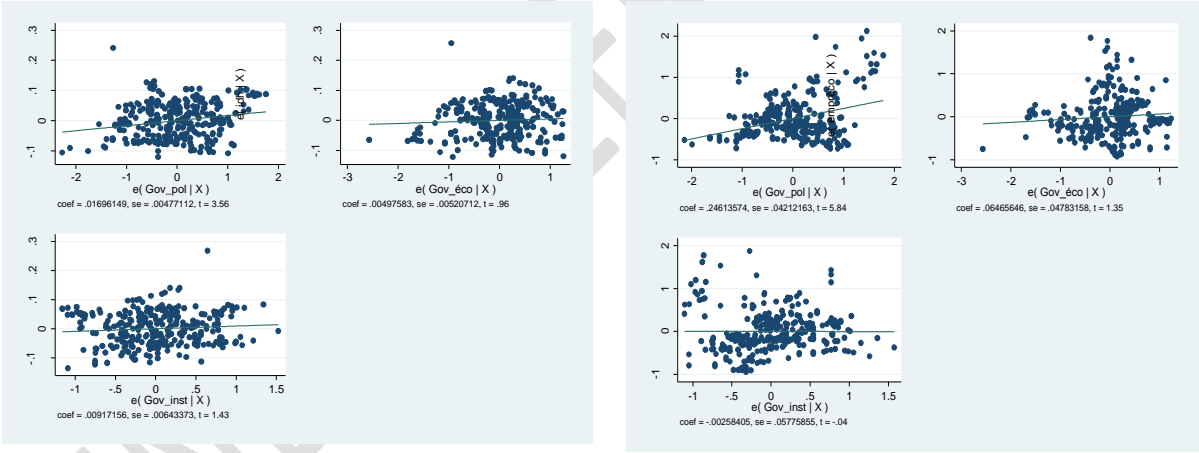 .3
.2
.1
0
-.1
-2 -1 0 1 2
e( Gov_pol | X )
coef = .01696149, se = .00477112, t = 3.56
| X )
.3
.2
.1
0
-.1
-3 -2 -1 0 1
e( Gov_éco | X )
coef = .00497583, se = .00520712, t = .96
.3
.2
.1
0
-.1
-1 -.5 0 .5 1 1.5
e( Gov_inst | X )
coef = .00917156, se = .00643373, t = 1.43
2
1
0
-1
-2 -1 0 1 2
e( Gov_pol | X )
coef = .24613574, se = .04212163, t = 5.84
| X )
2
1
0
-1
-3 -2 -1 0 1
e( Gov_éco | X )
coef = .06465646, se = .04783158, t = 1.35
2
1
0
-1
-1 -.5 0 .5 1 1.5
e( Gov_inst | X )
coef = -.00258405, se = .05775855, t = -.04